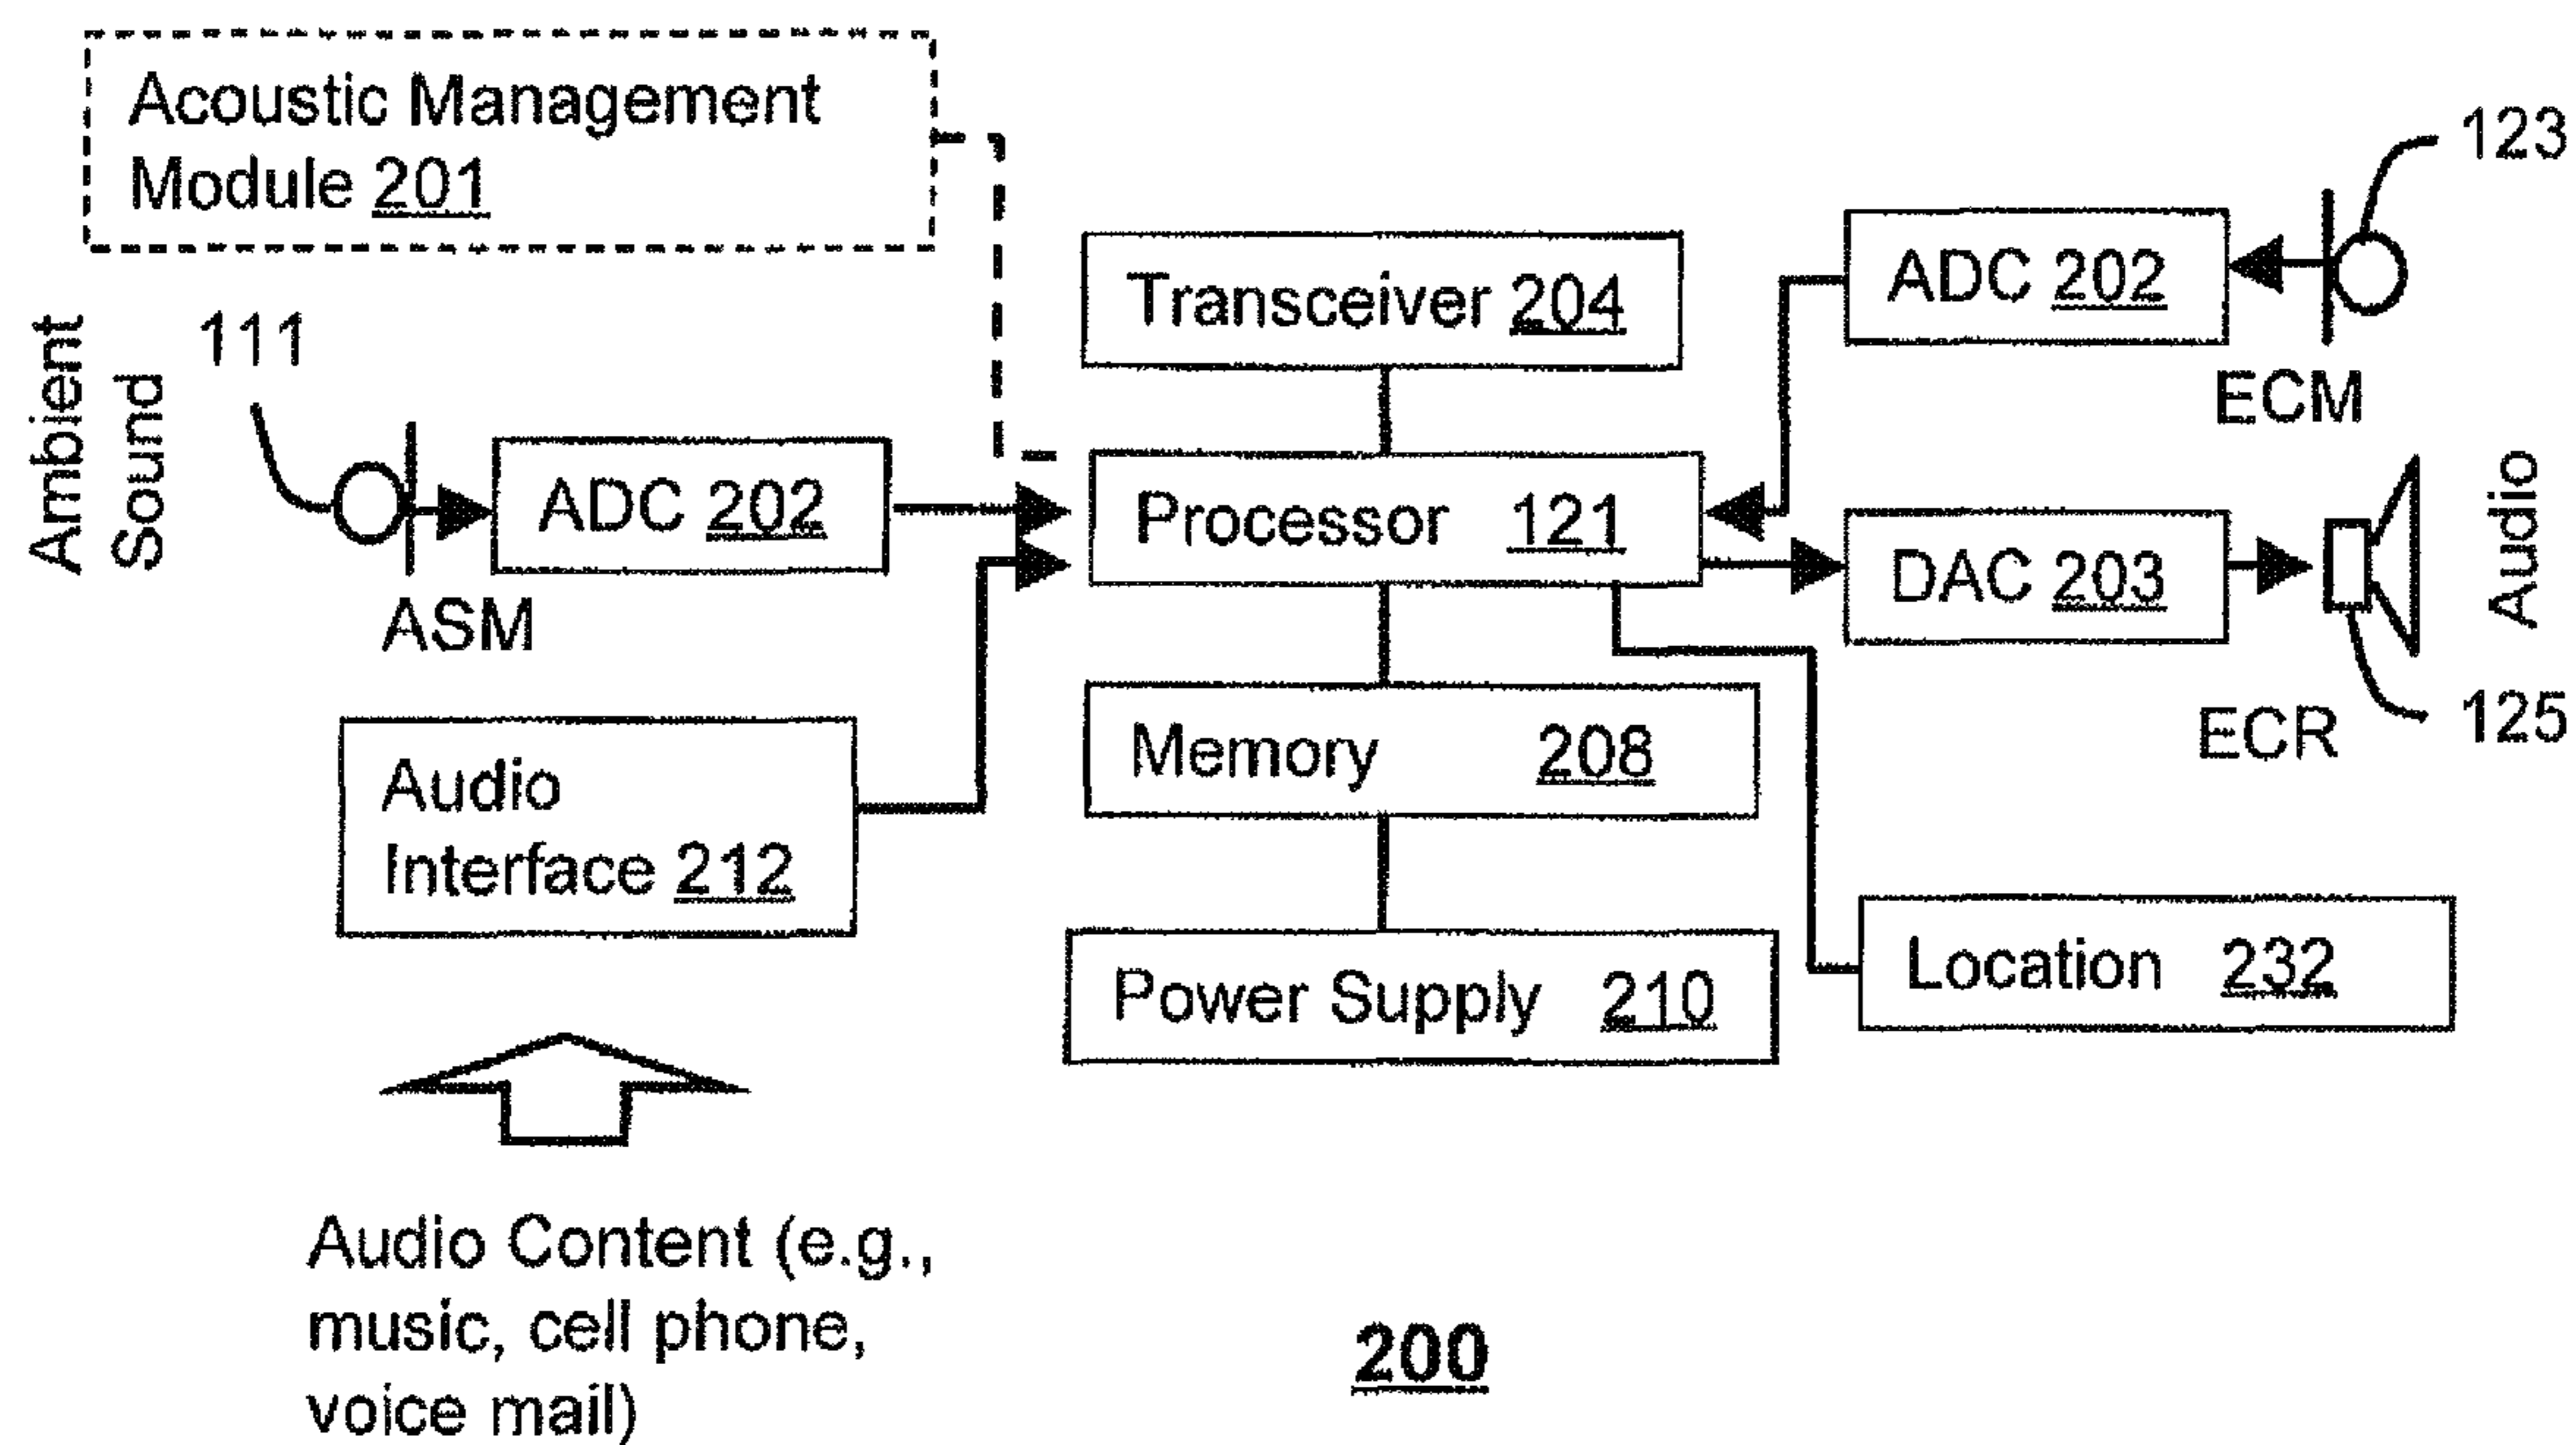 Acoustic Management
Module 201
123
Transceiver 204
ADC 202
ECM
Ambient
Sound
111
ADC 202
ASM
Processor 121
DAC 203
Audio
ECR
125
Audio
Interface 212
Memory 208
Power Supply 210
Location 232
Audio Content (e.g.,
music, cell phone,
voice mail)
200